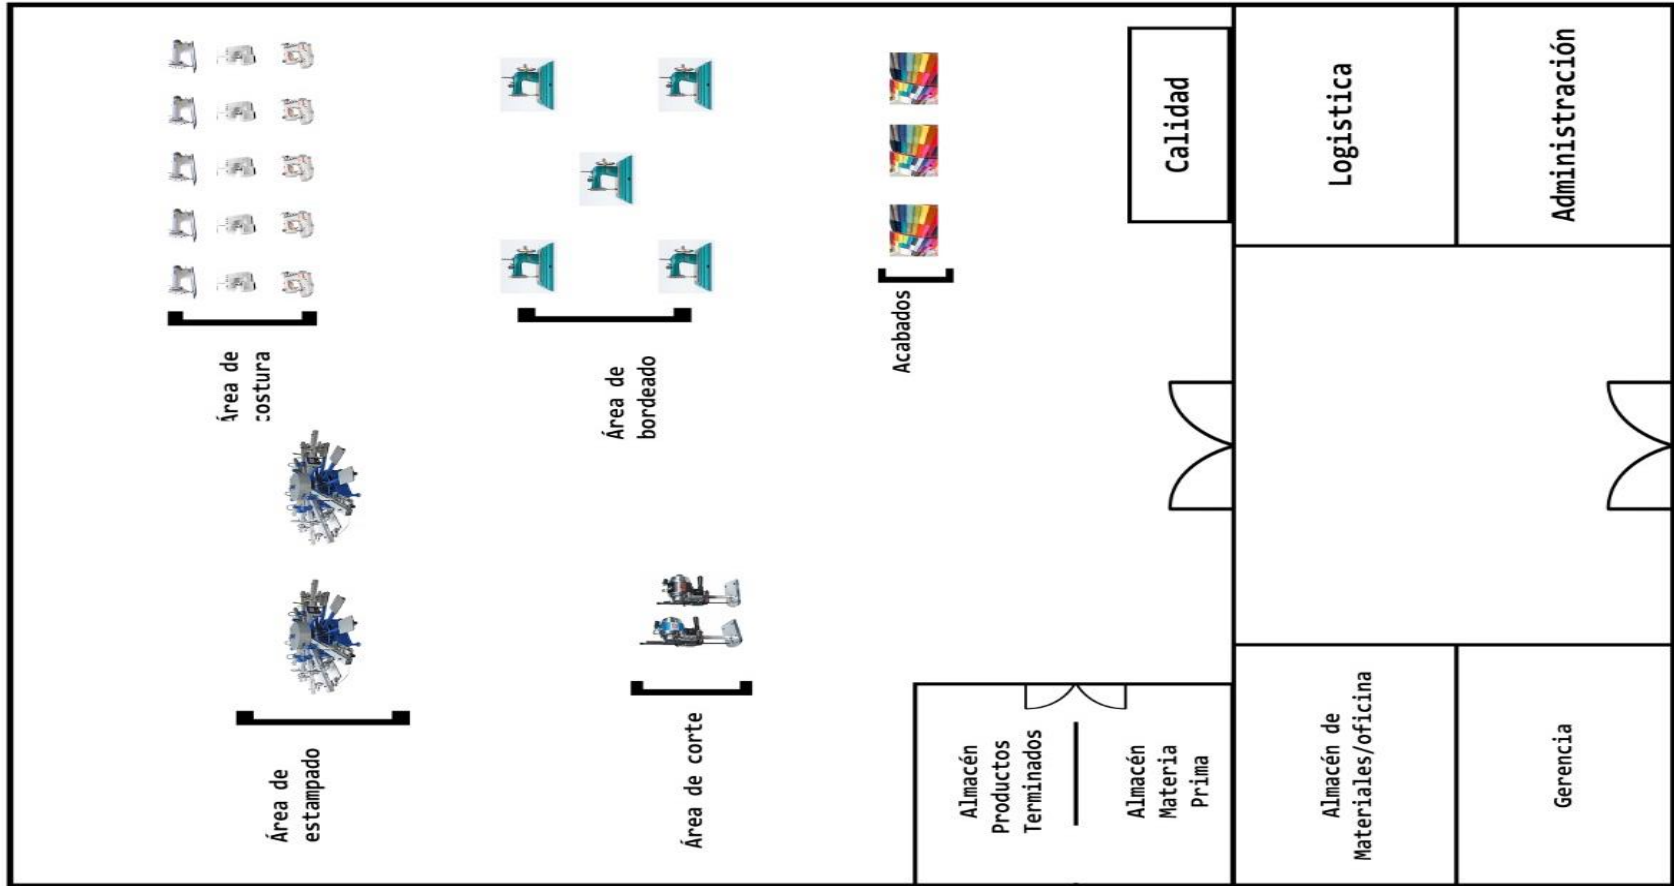 Área de
costura
Área de
bordeado
Acabados
Calidad
Logistica
Administración
Área de
estampado
Área de corte
Almacén
Productos
Terminados
Almacén
Materia
Prima
Almacén de
Materiales/oficina
Gerencia